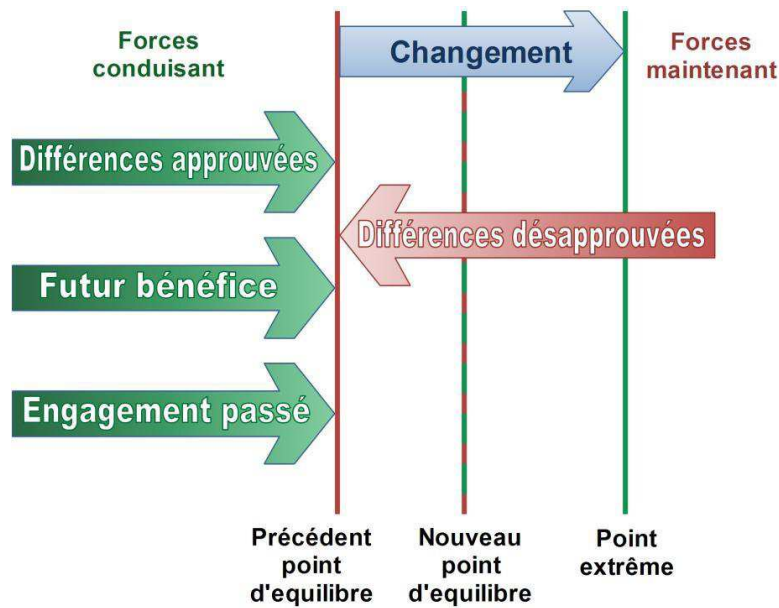 Forces
conduisant
Changement
Forces
maintenant
Différences approuvées
Différences désapprouvées
Futur bénéfice
Engagement passé
Précédent
point
d'equilibre
Nouveau
point
d'equilibre
Point
extrême